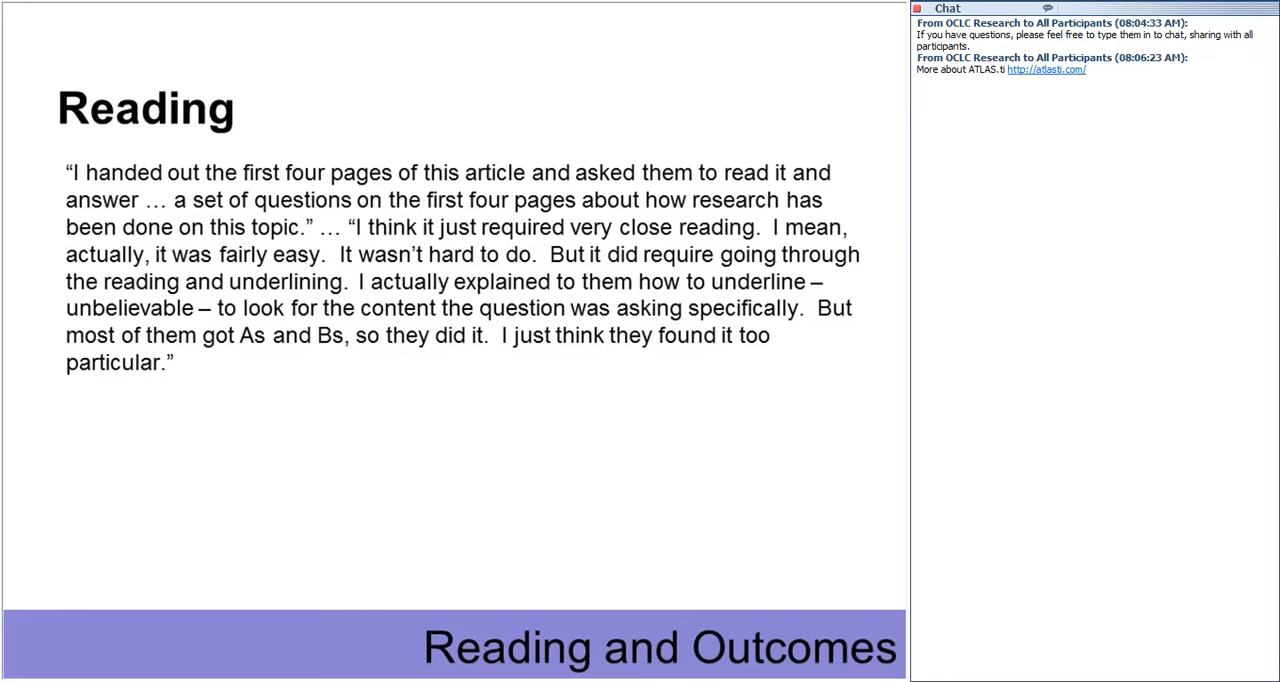 Reading
“I handed out the first four pages of this article and asked them to read it and
answer … a set of questions on the first four pages about how research has
been done on this topic.” … “I think it just required very close reading.  I mean,
actually, it was fairly easy.  It wasn’t hard to do.  But it did require going through
the reading and underlining.  I actually explained to them how to underline –
unbelievable – to look for the content the question was asking specifically.  But
most of them got As and Bs, so they did it.  I just think they found it too
particular.”
Reading and Outcomes
Chat
From OCLC Research to All Participants (08:04:33 AM):
If you have questions, please feel free to type them in to chat, sharing with all
participants.
From OCLC Research to All Participants (08:06:23 AM):
More about ATLAS.ti http://atlasti.com/